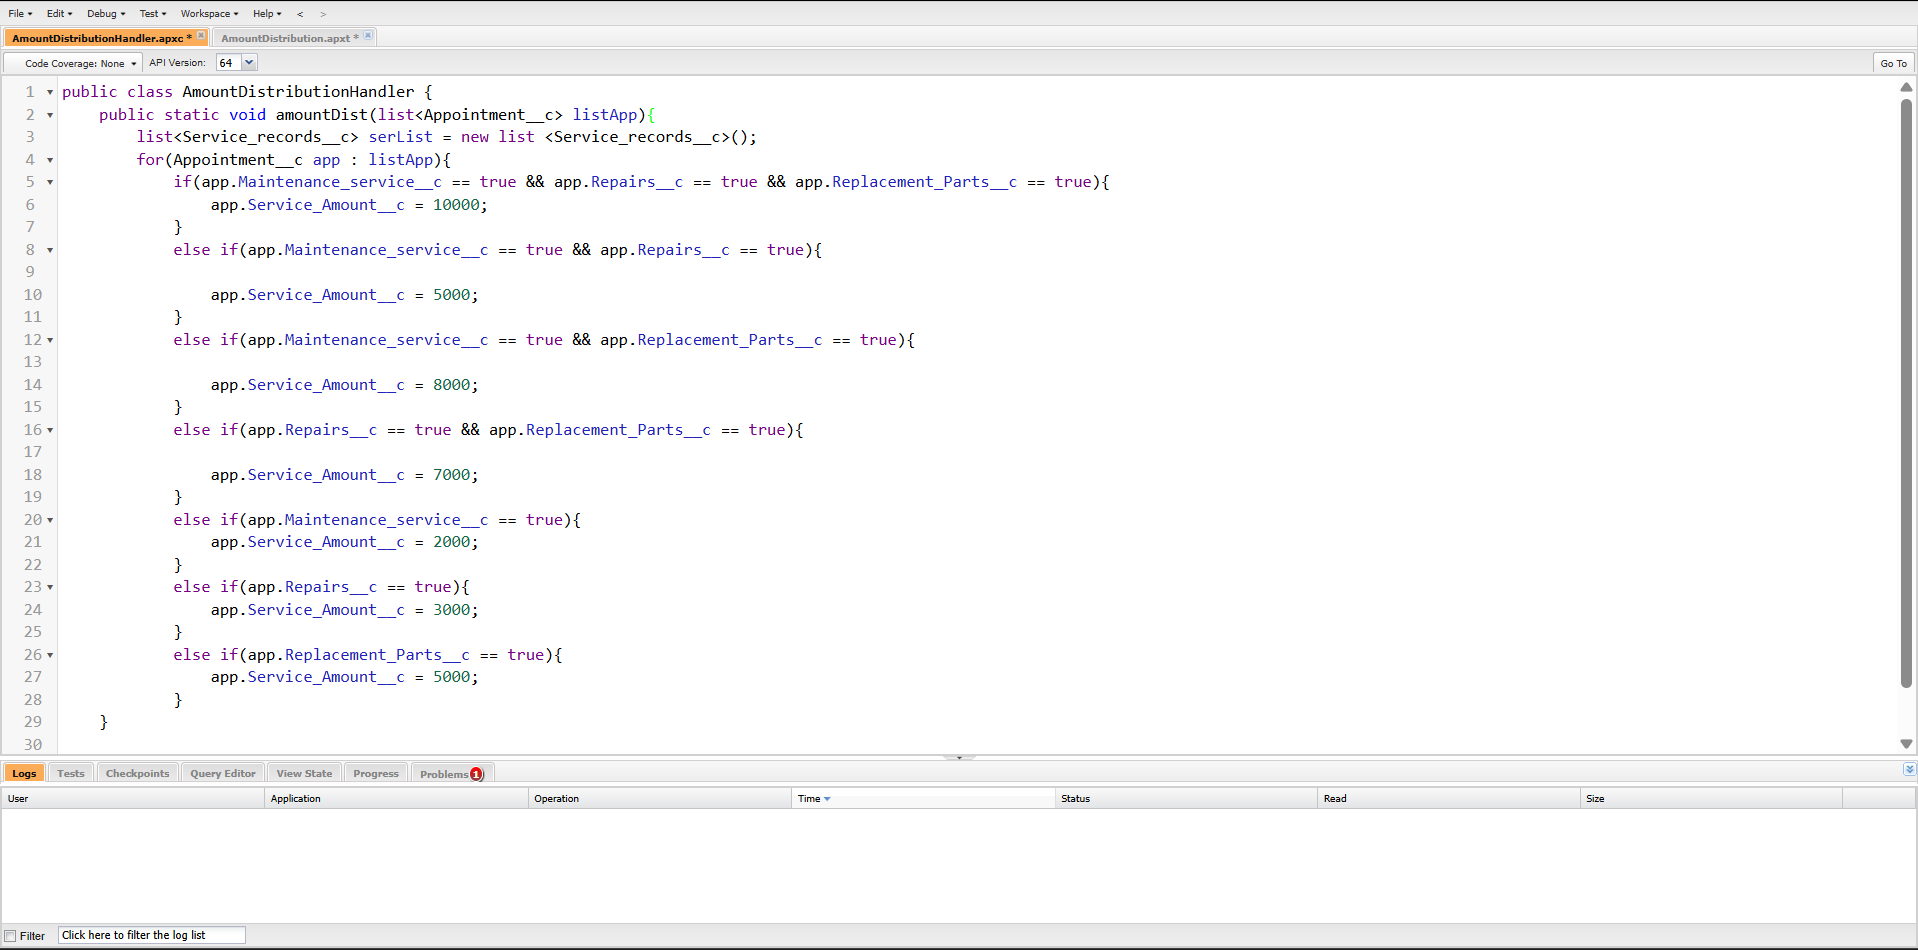 File Edit Debug Test Workspace Help < >
AmountDistributionHandler.apxc * AmountDistribution.apxt *
Code Coverage: None API Version: 64 Go To
1 public class AmountDistributionHandler {
2 public static void amountDist(list<Appointment__c> listApp){
3 list<Service_records__c> serList = new list <Service_records__c>();
4 for(Appointment__c app : listApp){
5 if(app.Maintenance_service__c == true && app.Repairs__c == true && app.Replacement_Parts__c == true){
6 app.Service_Amount__c = 10000;
7 }
8 else if(app.Maintenance_service__c == true && app.Repairs__c == true){
9
10 app.Service_Amount__c = 5000;
11 }
12 else if(app.Maintenance_service__c == true && app.Replacement_Parts__c == true){
13
14 app.Service_Amount__c = 8000;
15 }
16 else if(app.Repairs__c == true && app.Replacement_Parts__c == true){
17
18 app.Service_Amount__c = 7000;
19 }
20 else if(app.Maintenance_service__c == true){
21 app.Service_Amount__c = 2000;
22 }
23 else if(app.Repairs__c == true){
24 app.Service_Amount__c = 3000;
25 }
26 else if(app.Replacement_Parts__c == true){
27 app.Service_Amount__c = 5000;
28 }
29 }
30
Logs Tests Checkpoints Query Editor View State Progress Problems 1
User Application Operation Time Status Read Size
Filter Click here to filter the log list